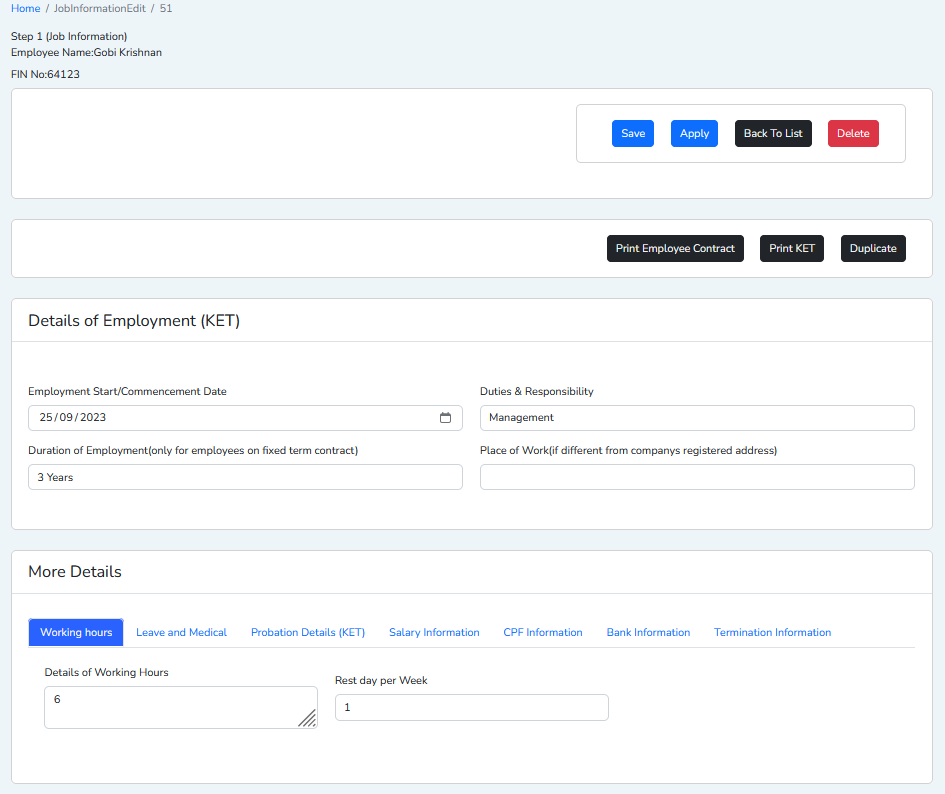 Home / JobInformationEdit / 51
Step 1 (Job Information)
Employee Name:Gobi Krishnan
FIN No:64123
Save Apply Back To List Delete
Print Employee Contract Print KET Duplicate
Details of Employment (KET)
Employment Start/Commencement Date Duties & Responsibility
25/09/2023 Management
Duration of Employment(only for employees on fixed term contract) Place of Work(if different from companys registered address)
3 Years
More Details
Working hours Leave and Medical Probation Details (KET) Salary Information CPF Information Bank Information Termination Information
Details of Working Hours Rest day per Week
6 1